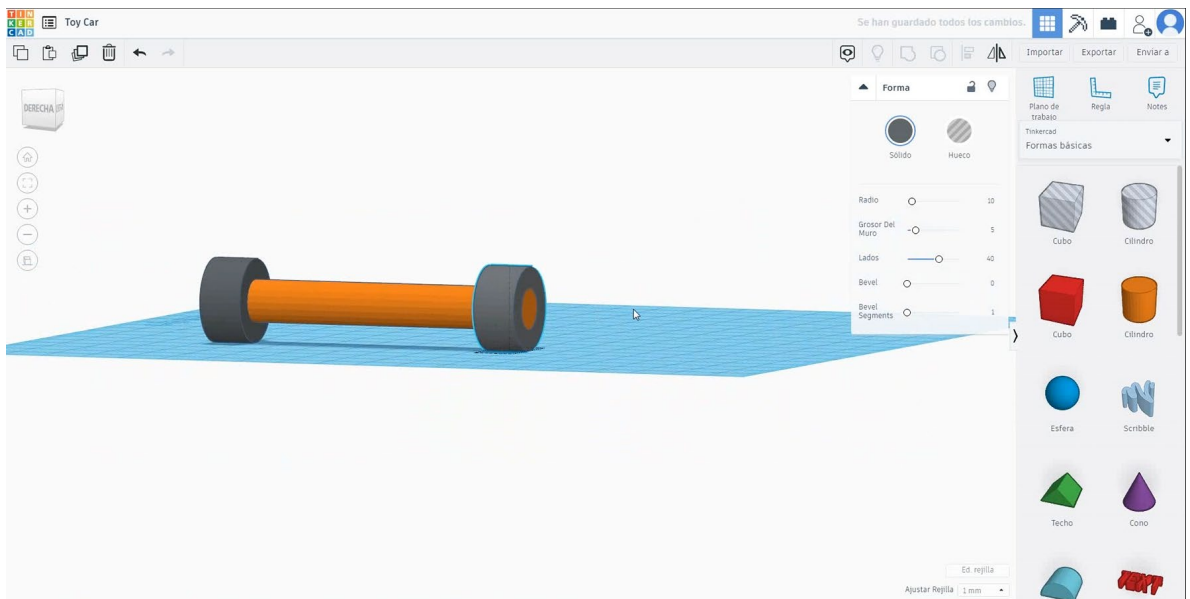 TIN
KER
CAD
Toy Car
Se han guardado todos los cambios.
Importar
Exportar
Enviar a
DERECHA
Forma
Sólido
Hueco
Radio
10
Grosor Del
Muro
5
Lados
40
Bevel
0
Bevel
Segments
1
Plano de
trabajo
Regla
Notes
Tinkercad
Formas básicas
Cubo
Cilindro
Cubo
Cilindro
Esfera
Scribble
Techo
Cono
TEXT
Ed. rejilla
Ajustar Rejilla
1 mm